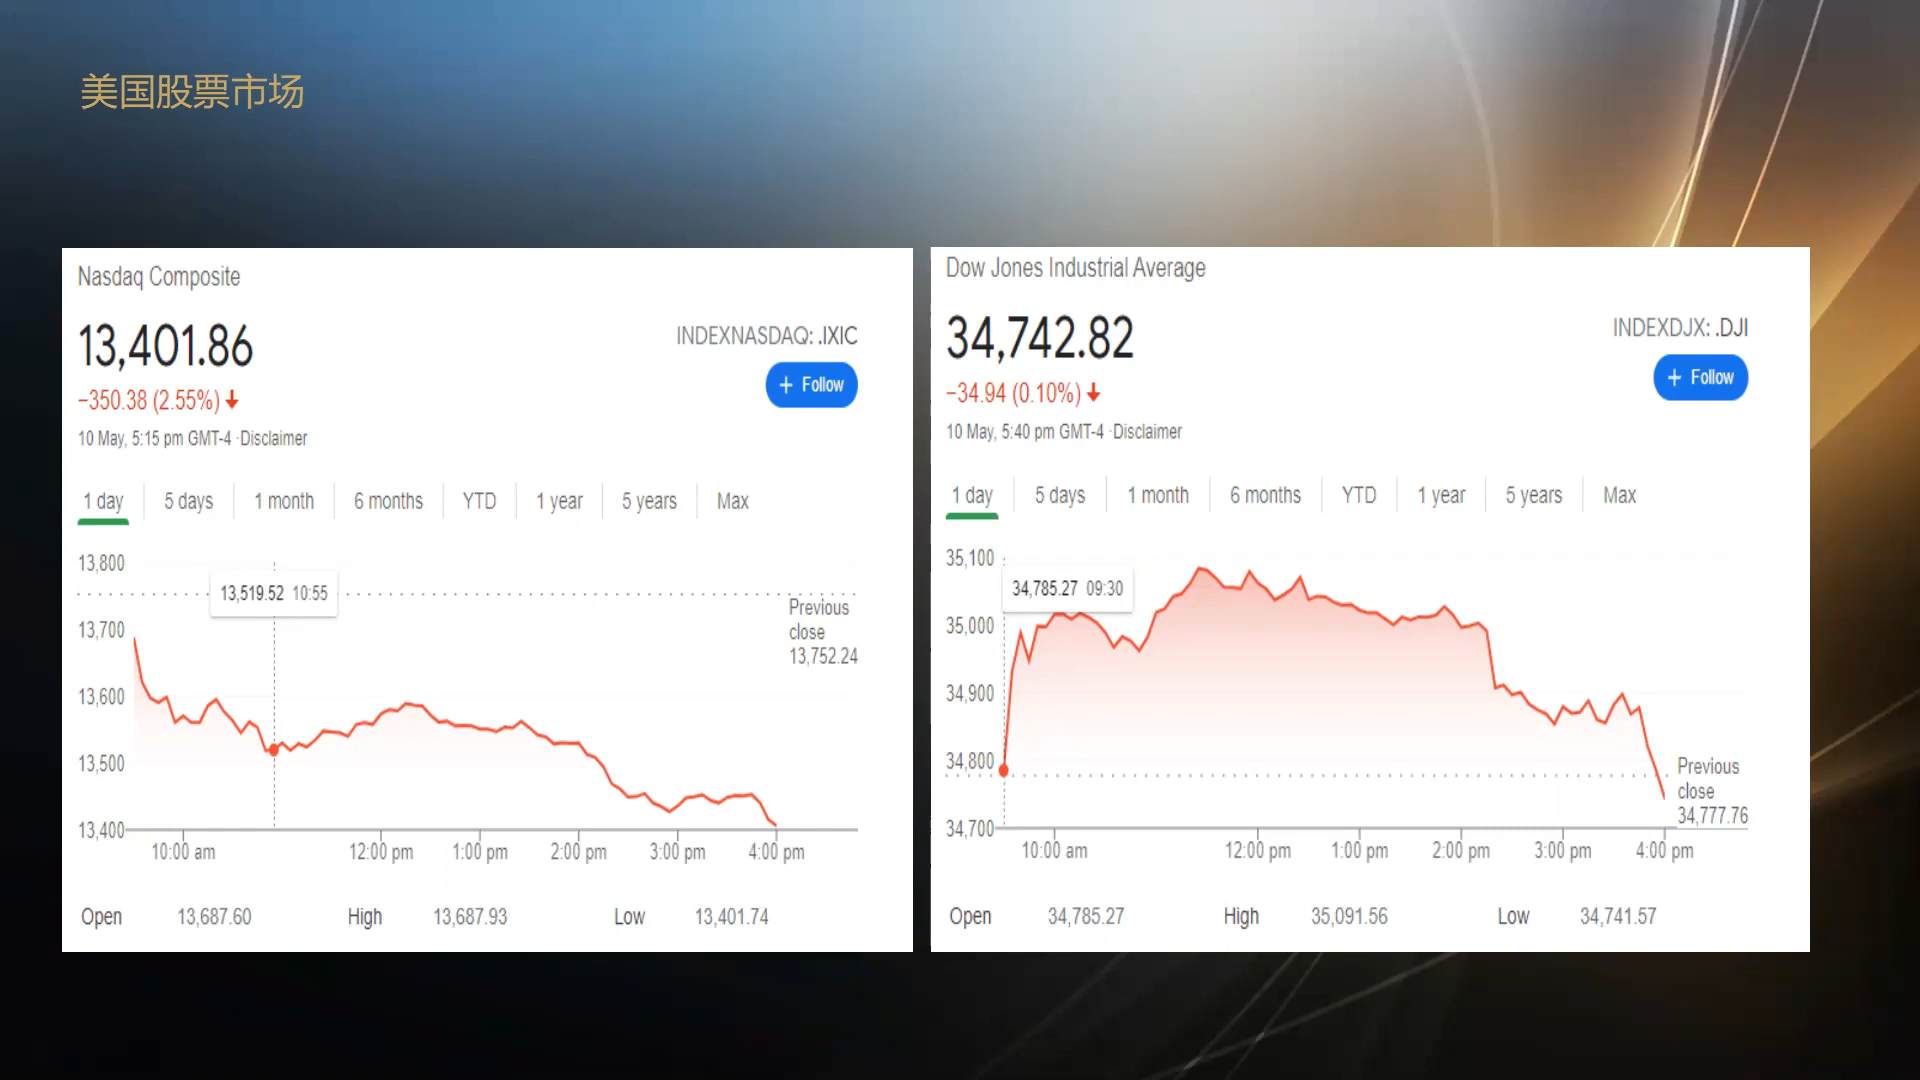 美国股票市场
Nasdaq Composite
13,401.86
INDEXNASDAQ: .IXIC
+ Follow
−350.38 (2.55%) ↓
10 May, 5:15 pm GMT-4 ·Disclaimer
1 day 5 days 1 month 6 months YTD 1 year 5 years Max
13,800
13,519.52 10:55
Previous
close
13,752.24
13,700
13,600
13,500
13,400
10:00 am 12:00 pm 1:00 pm 2:00 pm 3:00 pm 4:00 pm
Open 13,687.60 High 13,687.93 Low 13,401.74
Dow Jones Industrial Average
34,742.82
INDEXDJX: .DJI
+ Follow
−34.94 (0.10%) ↓
10 May, 5:40 pm GMT-4 ·Disclaimer
1 day 5 days 1 month 6 months YTD 1 year 5 years Max
35,100
34,785.27 09:30
35,000
34,900
34,800
Previous
close
34,777.76
34,700
10:00 am 12:00 pm 1:00 pm 2:00 pm 3:00 pm 4:00 pm
Open 34,785.27 High 35,091.56 Low 34,741.57